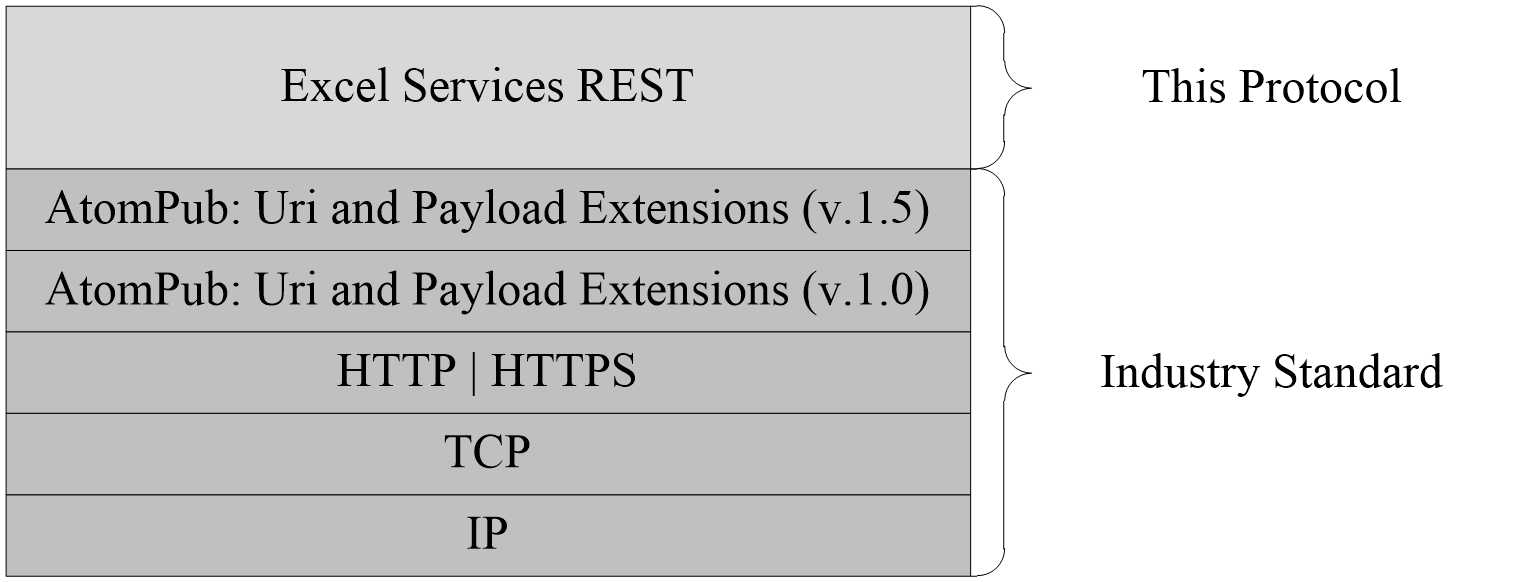 Excel Services REST
This Protocol
AtomPub: Uri and Payload Extensions (v.1.5)
AtomPub: Uri and Payload Extensions (v.1.0)
HTTP | HTTPS
Industry Standard
TCP
IP